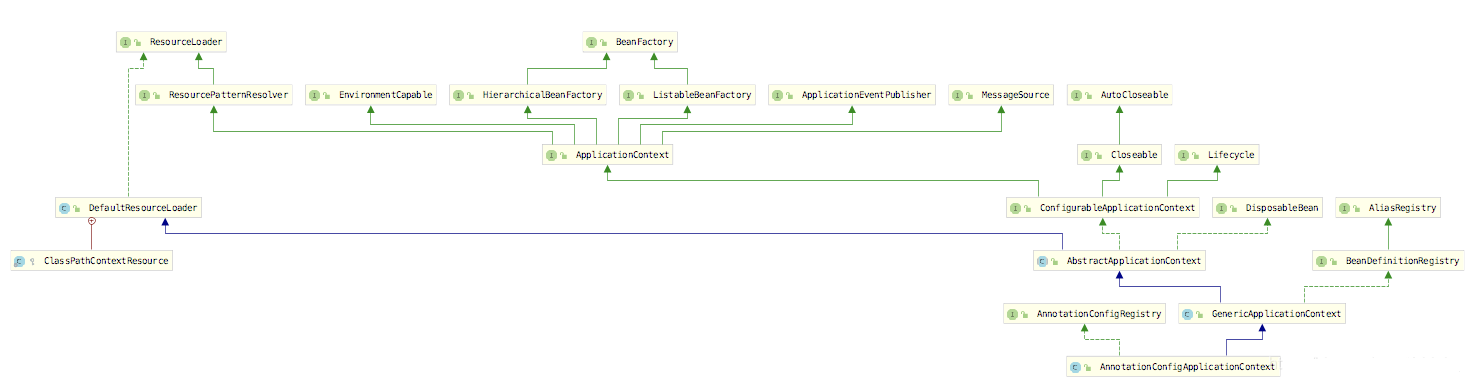 ResourceLoader
BeanFactory
ResourcePatternResolver
EnvironmentCapable
HierarchicalBeanFactory
ListableBeanFactory
ApplicationEventPublisher
MessageSource
AutoCloseable
ApplicationContext
Closeable
Lifecycle
DefaultResourceLoader
ConfigurableApplicationContext
DisposableBean
AliasRegistry
ClassPathContextResource
AbstractApplicationContext
BeanDefinitionRegistry
AnnotationConfigRegistry
GenericApplicationContext
AnnotationConfigApplicationContext